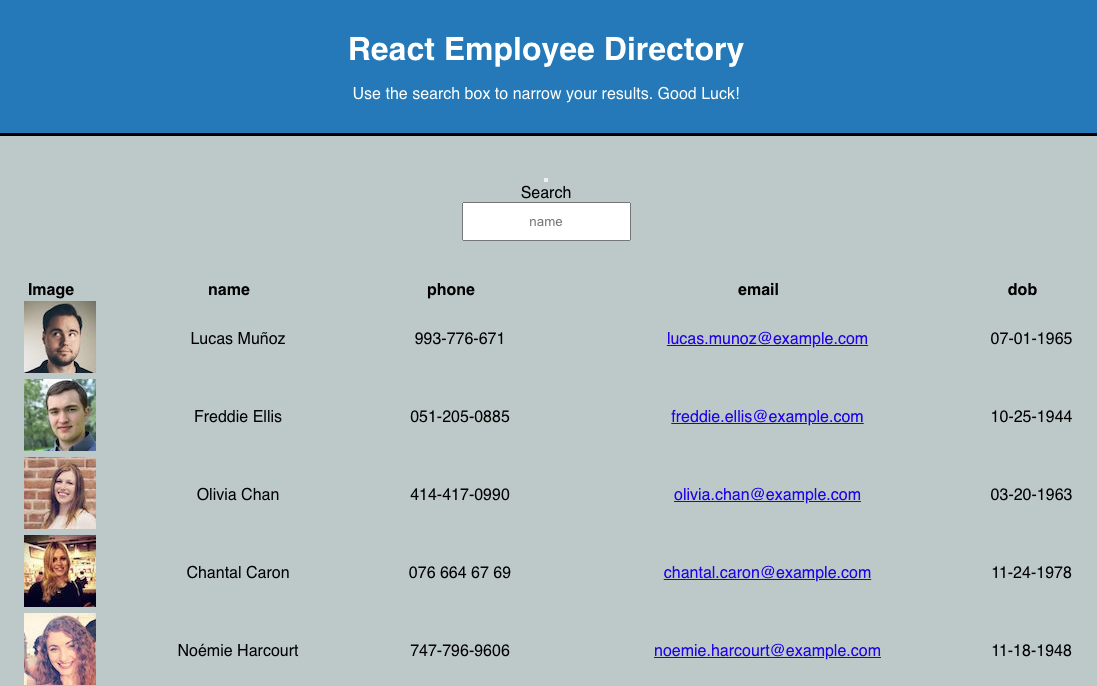 React Employee Directory
Use the search box to narrow your results. Good Luck!
Search
name
Image name phone email dob
Lucas Muñoz 993-776-671 lucas.munoz@example.com 07-01-1965
Freddie Ellis 051-205-0885 freddie.ellis@example.com 10-25-1944
Olivia Chan 414-417-0990 olivia.chan@example.com 03-20-1963
Chantal Caron 076 664 67 69 chantal.caron@example.com 11-24-1978
Noémie Harcourt 747-796-9606 noemie.harcourt@example.com 11-18-1948